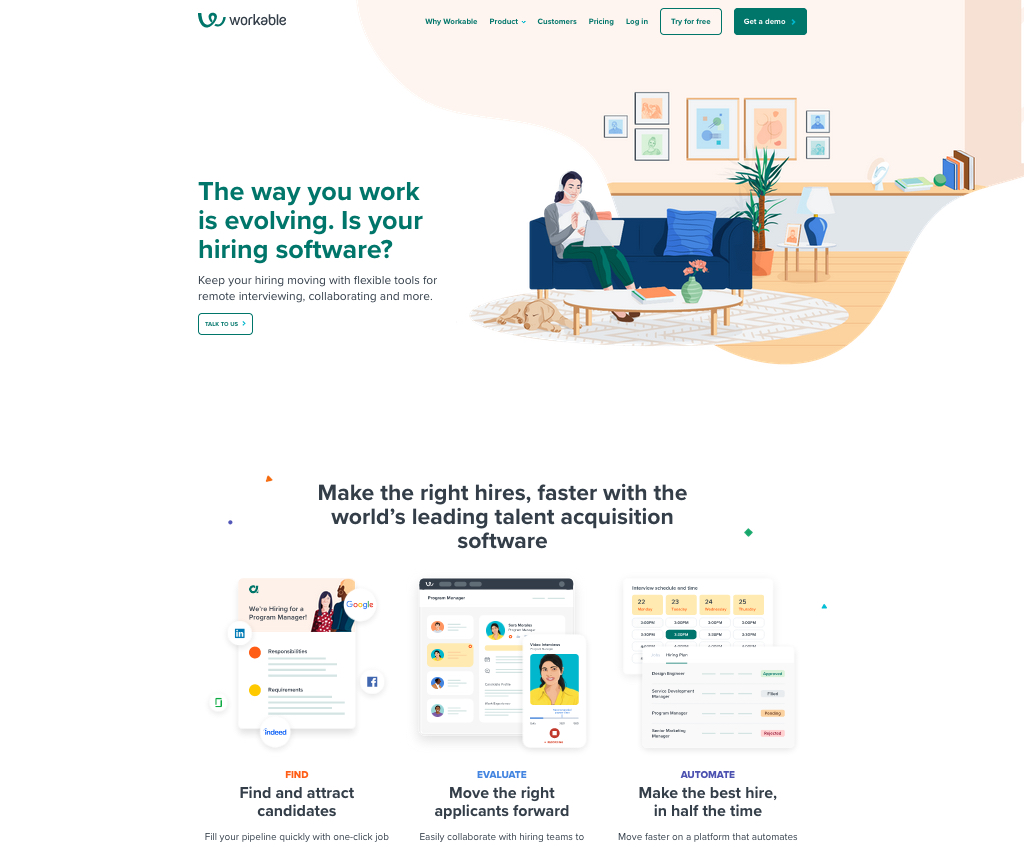 workable
Why Workable
Product
Customers
Pricing
Log in
Try for free
Get a demo
The way you work
is evolving. Is your
hiring software?
Keep your hiring moving with flexible tools for
remote interviewing, collaborating and more.
TALK TO US
Make the right hires, faster with the
world’s leading talent acquisition
software
We're Hiring for a
Program Manager!
Google
Responsibilities
Requirements
indeed
Program Manager
Sara Morales
Program Manager
Video Interviews
Interview schedule and time
22 23 24 25
Monday Tuesday Wednesday Thursday
3:00PM 3:00PM 3:00PM 3:00PM
3:30PM 3:30PM 3:30PM 3:30PM
Hiring Plan
Design Engineer
Approved
Service Development
Manager
Filled
Program Manager
Pending
Senior Marketing
Manager
Rejected
FIND
Find and attract
candidates
Fill your pipeline quickly with one-click job
EVALUATE
Move the right
applicants forward
Easily collaborate with hiring teams to
AUTOMATE
Make the best hire,
in half the time
Move faster on a platform that automates